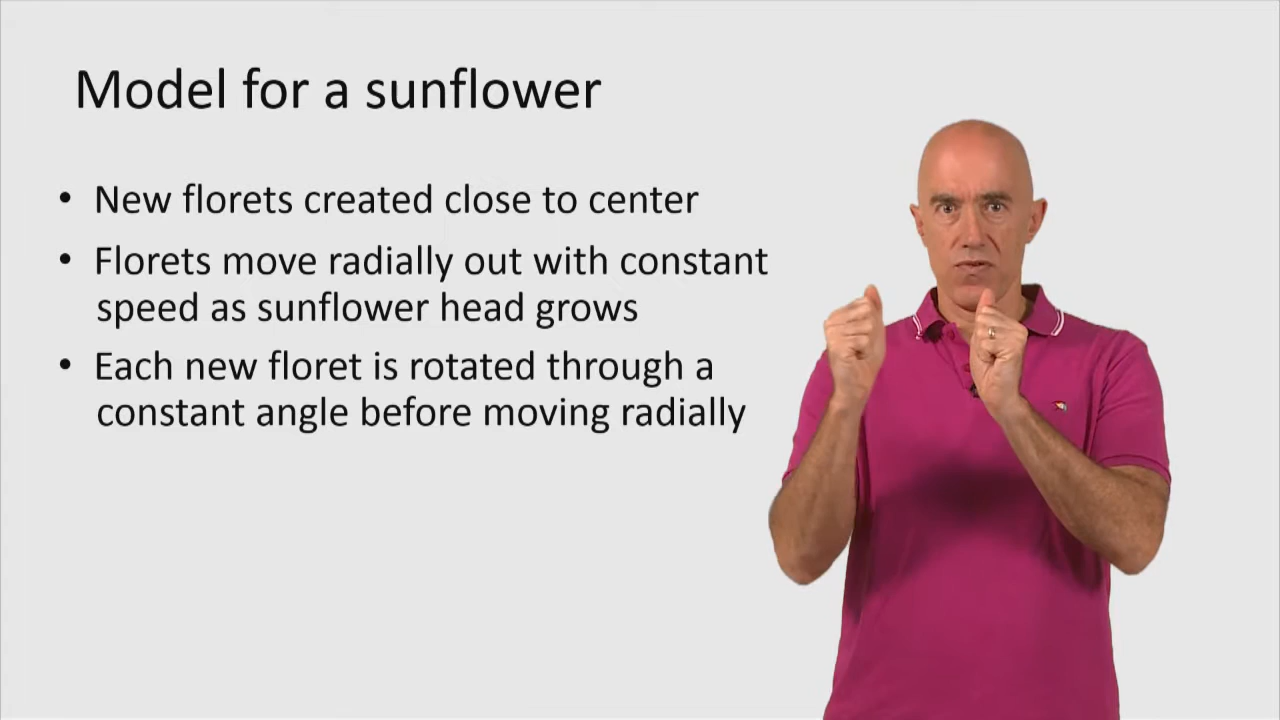 Model for a sunflower
• New florets created close to center
• Florets move radially out with constant
speed as sunflower head grows
• Each new floret is rotated through a
constant angle before moving radially